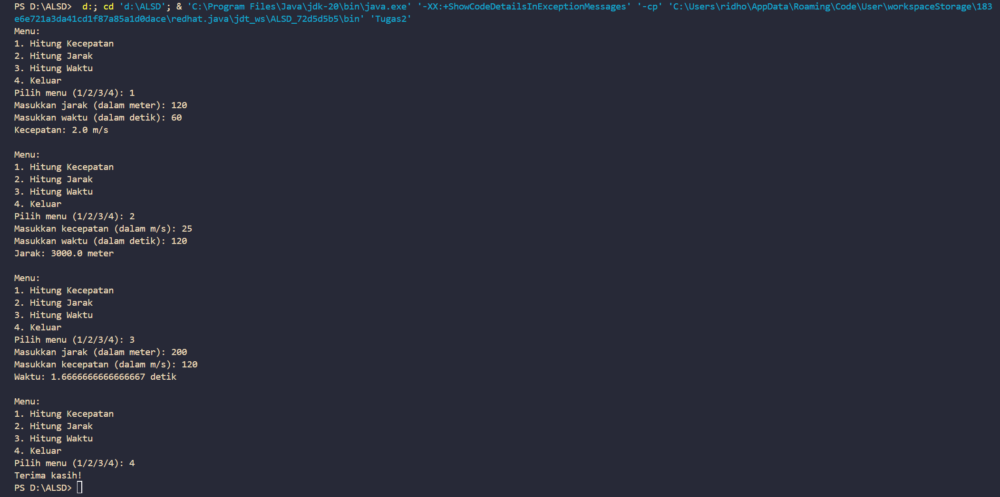 PS D:\ALSD>  d:; cd 'd:\ALSD'; & 'C:\Program Files\Java\jdk-20\bin\java.exe' '-XX:+ShowCodeDetailsInExceptionMessages' '-cp' 'C:\Users\ridho\AppData\Roaming\Code\User\workspaceStorage\183
e6e721a3da41cd1f87a85a1d0dace\redhat.java\jdt_ws\ALSD_72d5d5b5\bin' 'Tugas2'
Menu:
1. Hitung Kecepatan
2. Hitung Jarak
3. Hitung Waktu
4. Keluar
Pilih menu (1/2/3/4): 1
Masukkan jarak (dalam meter): 120
Masukkan waktu (dalam detik): 60
Kecepatan: 2.0 m/s

Menu:
1. Hitung Kecepatan
2. Hitung Jarak
3. Hitung Waktu
4. Keluar
Pilih menu (1/2/3/4): 2
Masukkan kecepatan (dalam m/s): 25
Masukkan waktu (dalam detik): 120
Jarak: 3000.0 meter

Menu:
1. Hitung Kecepatan
2. Hitung Jarak
3. Hitung Waktu
4. Keluar
Pilih menu (1/2/3/4): 3
Masukkan jarak (dalam meter): 200
Masukkan kecepatan (dalam m/s): 120
Waktu: 1.6666666666666667 detik

Menu:
1. Hitung Kecepatan
2. Hitung Jarak
3. Hitung Waktu
4. Keluar
Pilih menu (1/2/3/4): 4
Terima kasih!
PS D:\ALSD>